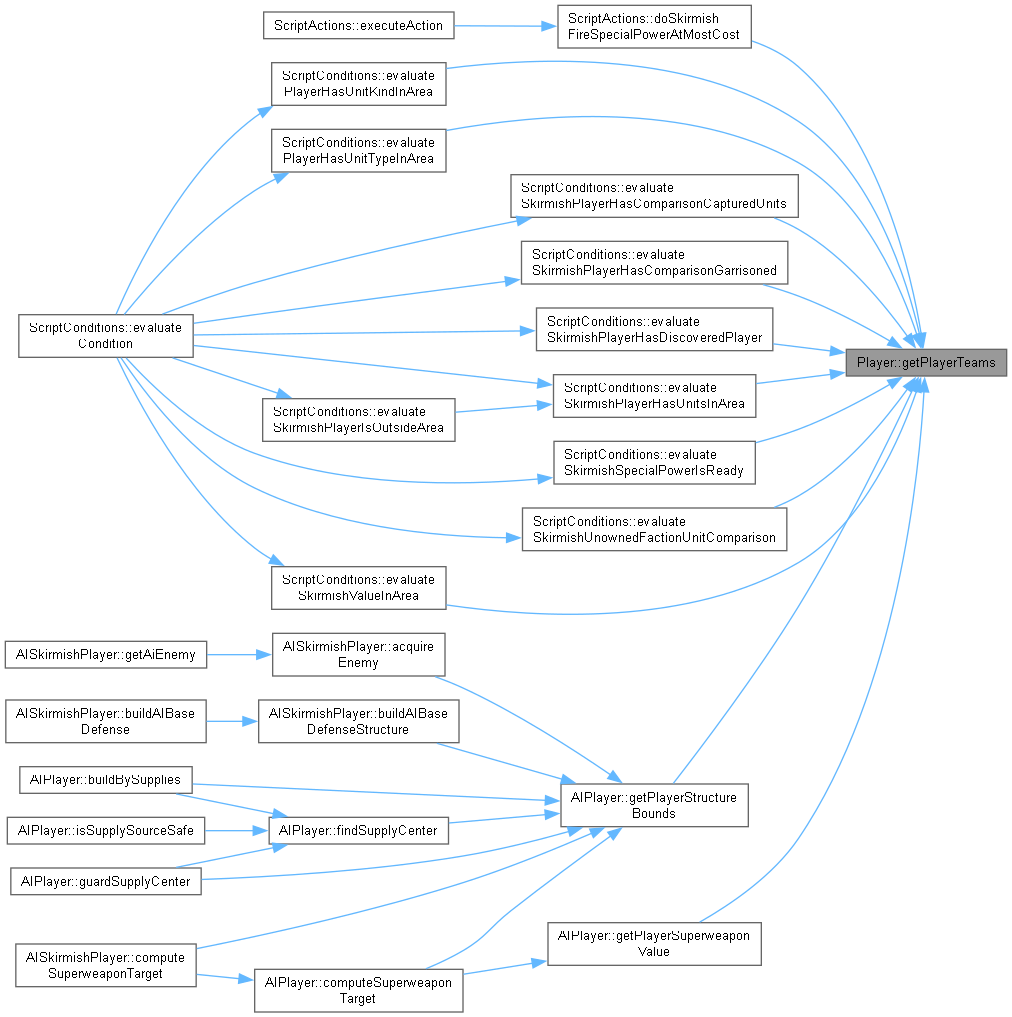 ScriptActions::executeAction
ScriptActions::doSkirmish
FireSpecialPowerAtMostCost
ScriptConditions::evaluate
PlayerHasUnitKindInArea
ScriptConditions::evaluate
PlayerHasUnitTypeInArea
ScriptConditions::evaluate
SkirmishPlayerHasComparisonCapturedUnits
ScriptConditions::evaluate
SkirmishPlayerHasComparisonGarrisoned
ScriptConditions::evaluate
Condition
ScriptConditions::evaluate
SkirmishPlayerHasDiscoveredPlayer
Player::getPlayerTeams
ScriptConditions::evaluate
SkirmishPlayerHasUnitsInArea
ScriptConditions::evaluate
SkirmishPlayerIsOutsideArea
ScriptConditions::evaluate
SkirmishSpecialPowerIsReady
ScriptConditions::evaluate
SkirmishUnownedFactionUnitComparison
ScriptConditions::evaluate
SkirmishValueInArea
AISkirmishPlayer::getAiEnemy
AISkirmishPlayer::acquire
Enemy
AISkirmishPlayer::buildAIBase
Defense
AISkirmishPlayer::buildAIBase
DefenseStructure
AIPlayer::buildBySupplies
AIPlayer::getPlayerStructure
Bounds
AIPlayer::isSupplySourceSafe
AIPlayer::findSupplyCenter
AIPlayer::guardSupplyCenter
AIPlayer::getPlayerSuperweapon
Value
AISkirmishPlayer::compute
SuperweaponTarget
AIPlayer::computeSuperweapon
Target